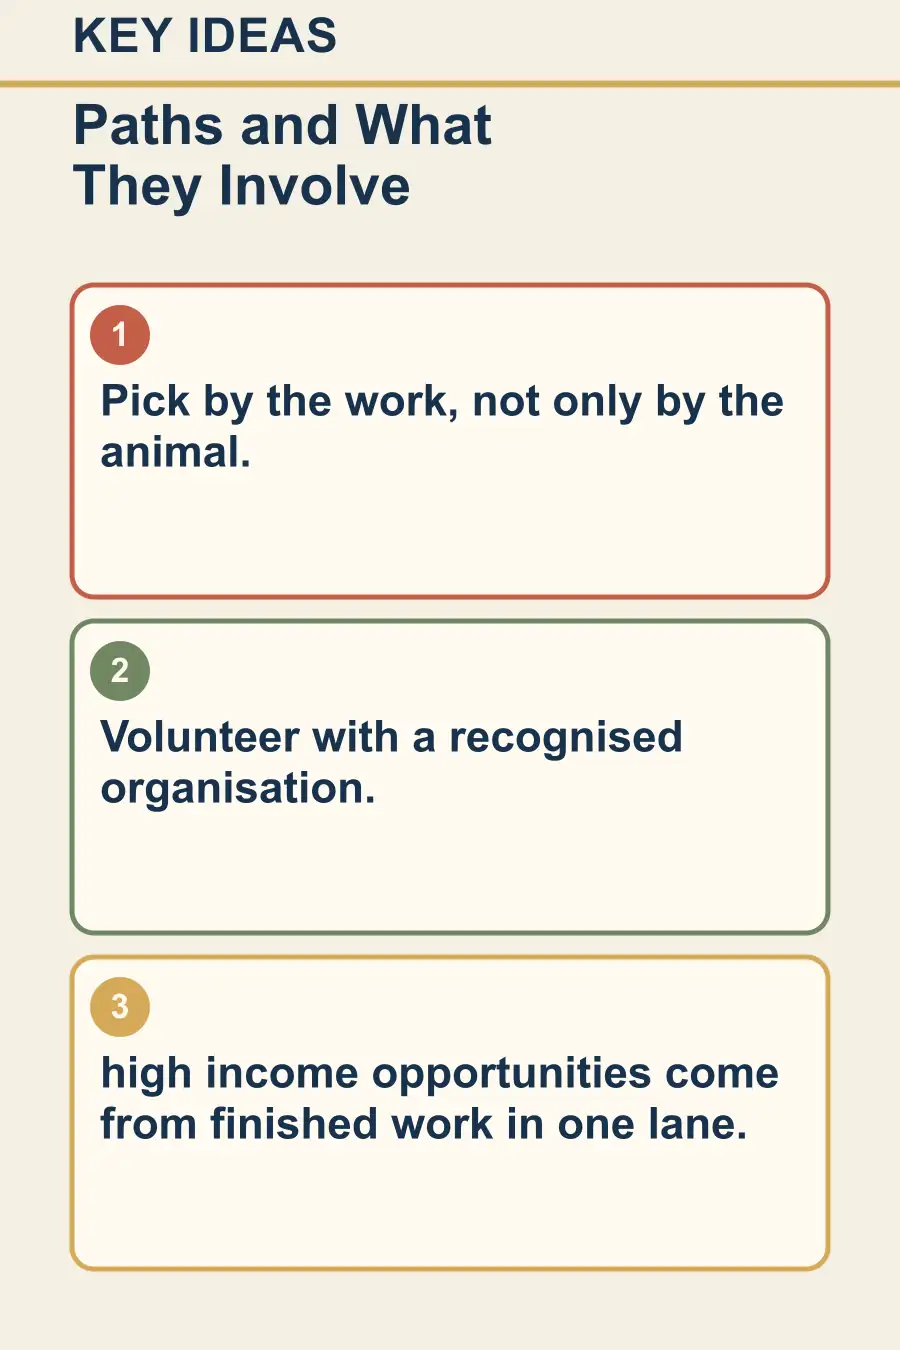 KEY IDEAS
Paths and What
They Involve
1
Pick by the work, not only by the
animal.
2
Volunteer with a recognised
organisation.
3
high income opportunities come
from finished work in one lane.